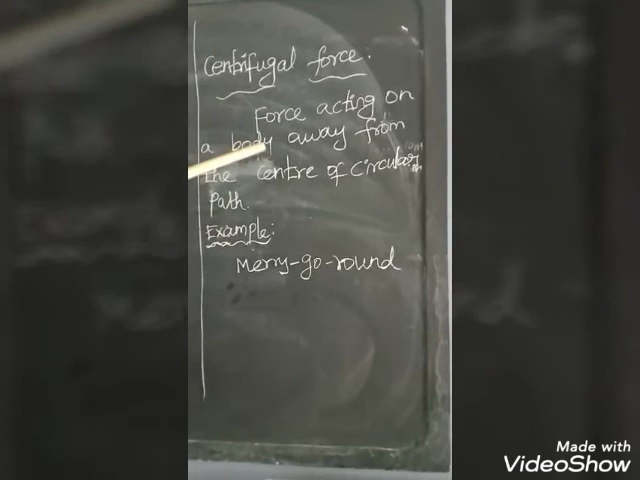 Centrifugal force:
Force acting on
a body away from
the centre of circular
path.
Example:
Merry-go-round
Made with
VideoShow